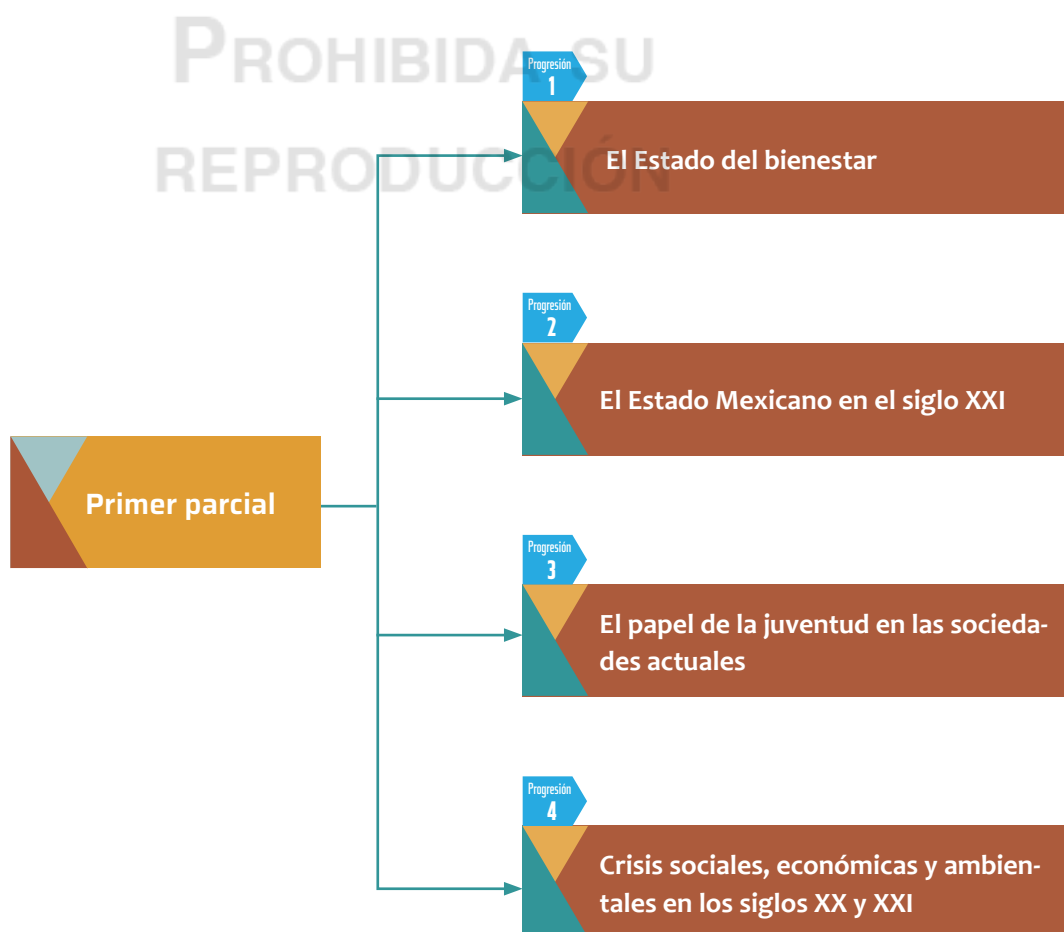 PROHIBIDA SU
REPRODUCCIÓN
Progresión
1
El Estado del bienestar
Progresión
2
El Estado Mexicano en el siglo XXI
Primer parcial
Progresión
3
El papel de la juventud en las socieda-
des actuales
Progresión
4
Crisis sociales, económicas y ambien-
tales en los siglos XX y XXI